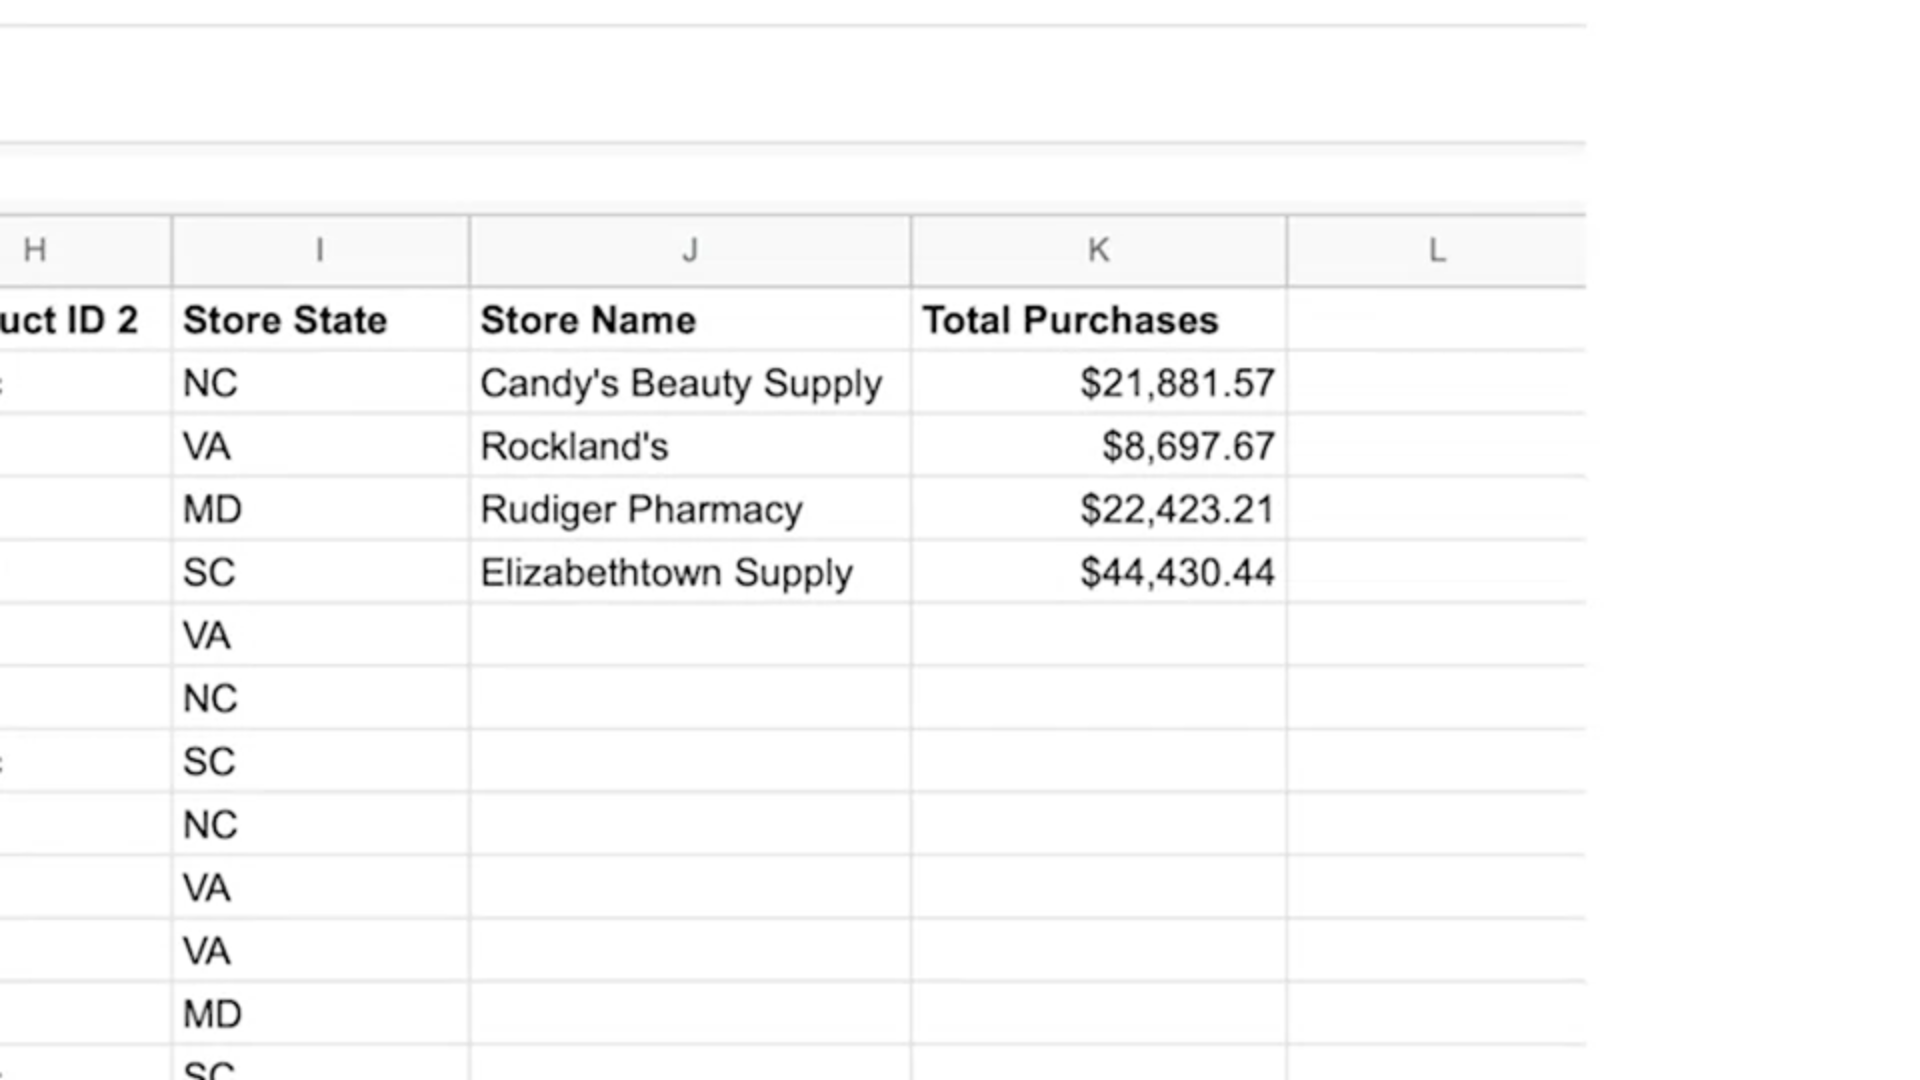 H I J K L
uct ID 2 Store State Store Name Total Purchases
NC Candy's Beauty Supply $21,881.57
VA Rockland's $8,697.67
MD Rudiger Pharmacy $22,423.21
SC Elizabethtown Supply $44,430.44
VA
NC
SC
NC
VA
VA
MD
SC